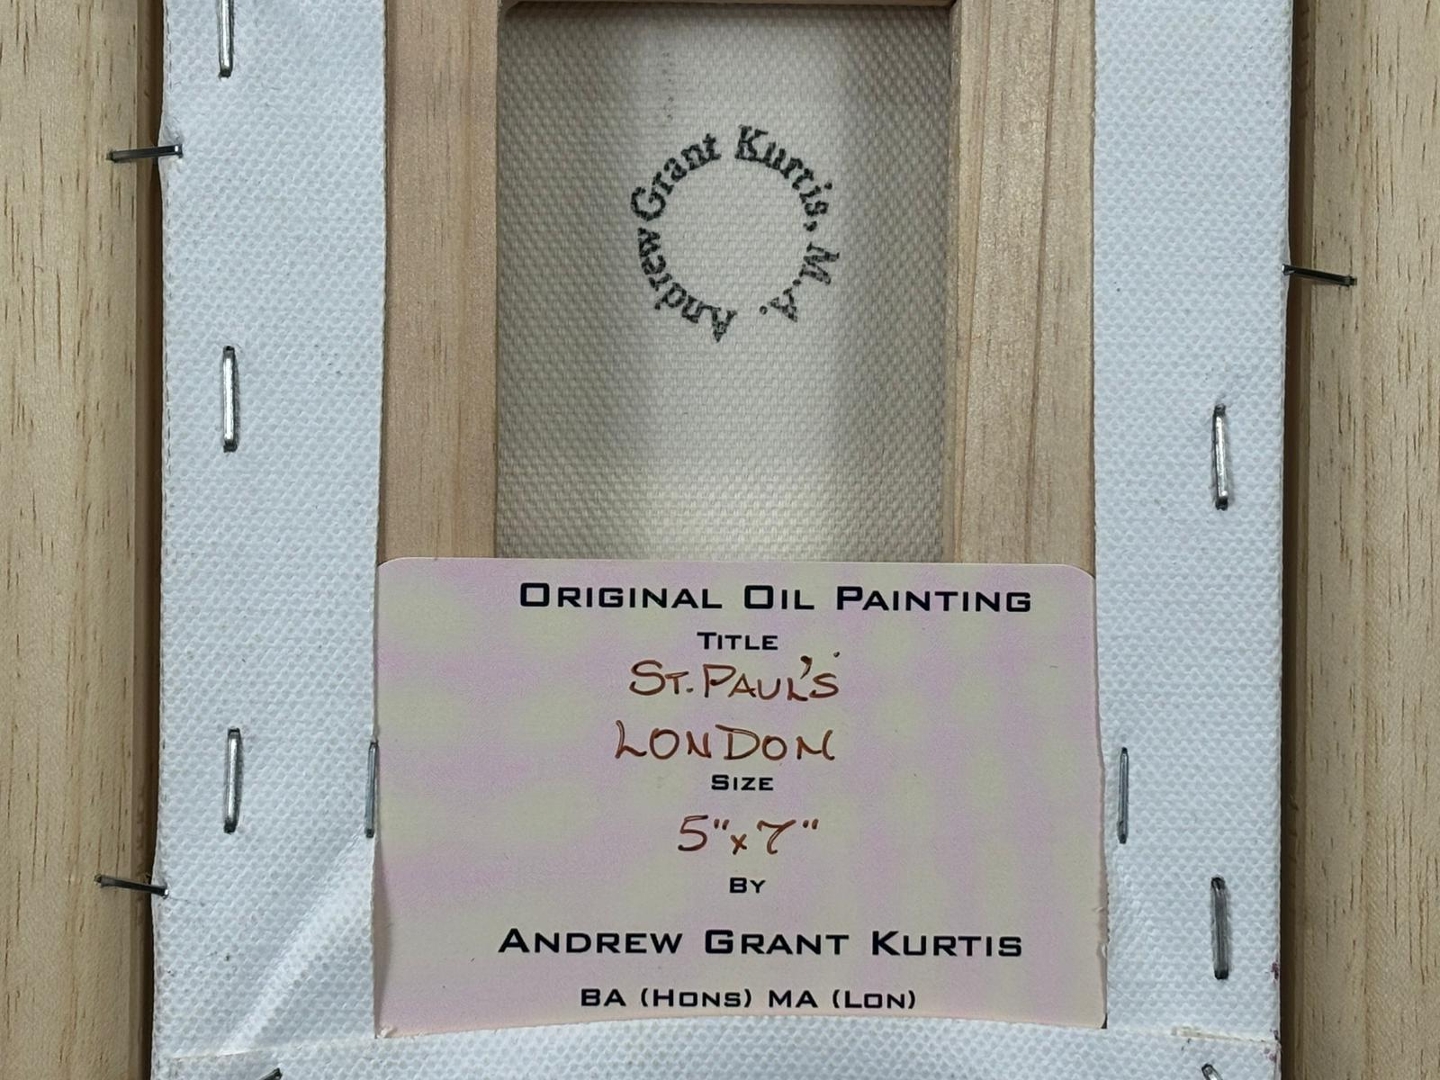 Andrew Grant Kurtis, M.A.
ORIGINAL OIL PAINTING
TITLE
ST. PAUL'S
LONDON
SIZE
5"x7"
BY
ANDREW GRANT KURTIS
BA (HONS) MA (LON)